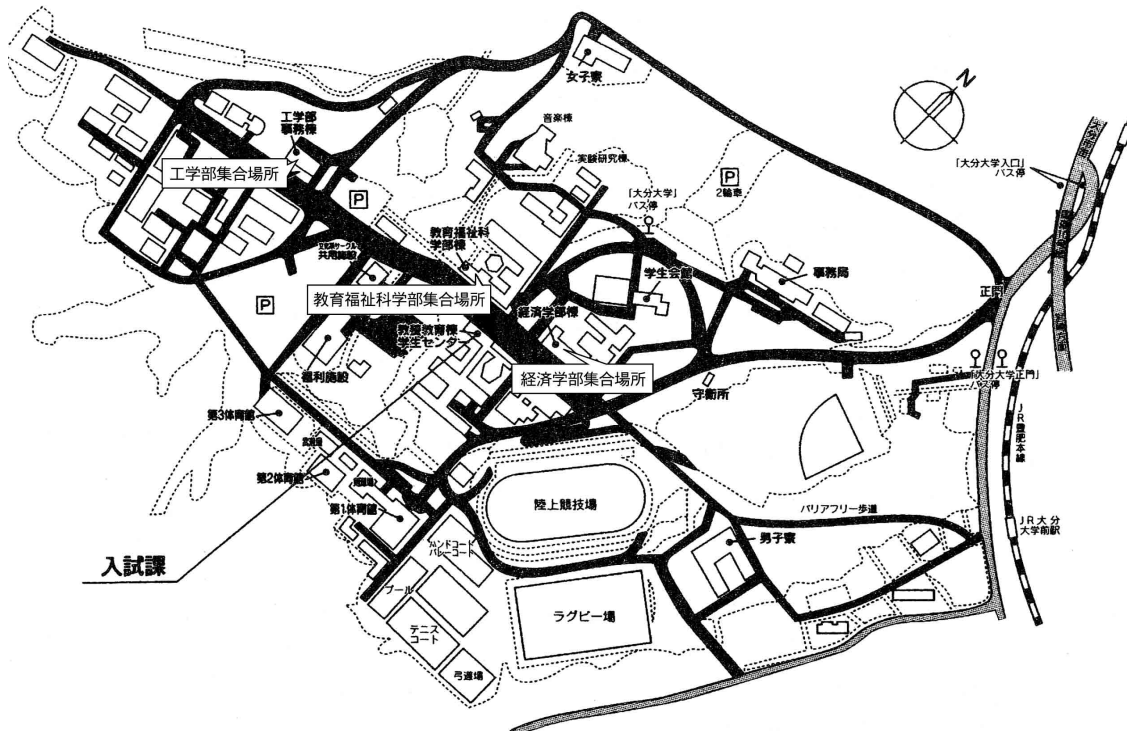 女子寮
N
工学部
事務棟
音楽棟
実験研究棟
工学部集合場所
P
P
2輪車
「大分大学入口」
バス停
「大分大学」
バス停
教育福祉科
学部棟
共用施設
学生会館
事務局
正門
P
教育福祉科学部集合場所
経済学部棟
教養教育棟
学生センター
福利施設
経済学部集合場所
守衛所
「大分大学正門」
バス停
第3体育館
JR豊肥本線
第2体育館
第1体育館
陸上競技場
バリアフリー歩道
JR大分
大学前駅
男子寮
ハンドコート
バレーコート
入試課
プール
ラグビー場
テニス
コート
弓道場